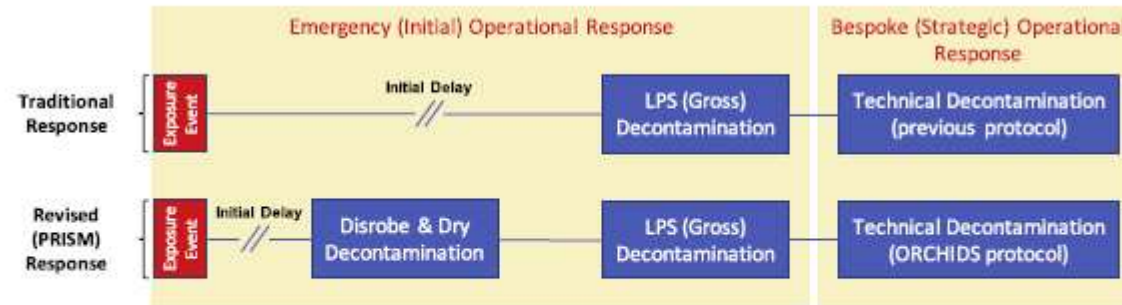 Emergency (Initial) Operational Response
Bespoke (Strategic) Operationa
Response
Traditional
Response
Exposure
Event
Initial Delay
LPS (Gross)
Decontamination
Technical Decontamination
(previous protocol)
Revised
(PRISM)
Response
Exposure
Event
Initial Delay
Disrobe & Dry
Decontamination
LPS (Gross)
Decontamination
Technical Decontamination
(ORCHIDS protocol)